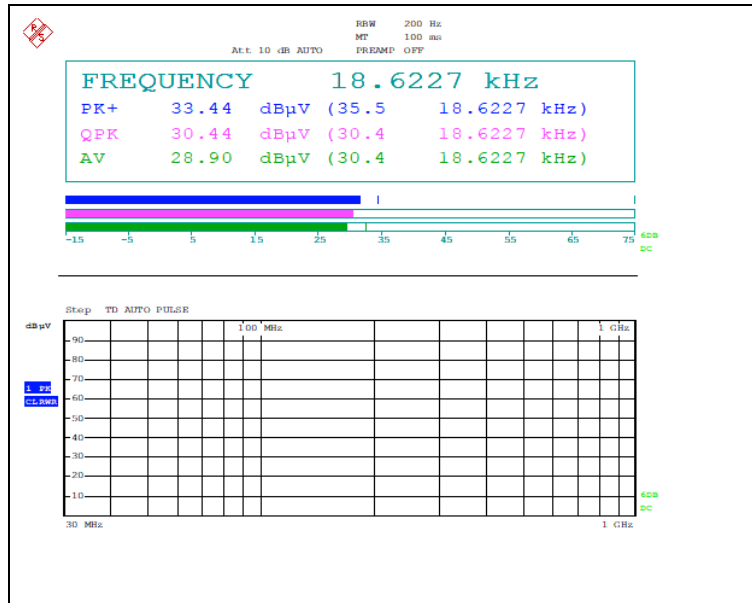 RBW 200 Hz
MT 100 ms
Att 10 dB AUTO PREAMP OFF
FREQUENCY 18.6227 kHz
PK+ 33.44 dBµV (35.5 18.6227 kHz)
QPK 30.44 dBµV (30.4 18.6227 kHz)
AV 28.90 dBµV (30.4 18.6227 kHz)
-15 -5 5 15 25 35 45 55 65 75
6DB
DC
Step TD AUTO PULSE
dBµV
100 MHz 1 GHz
90
80
70
1 PK
CLRWR
60
50
40
30
20
10
6DB
DC
30 MHz 1 GHz